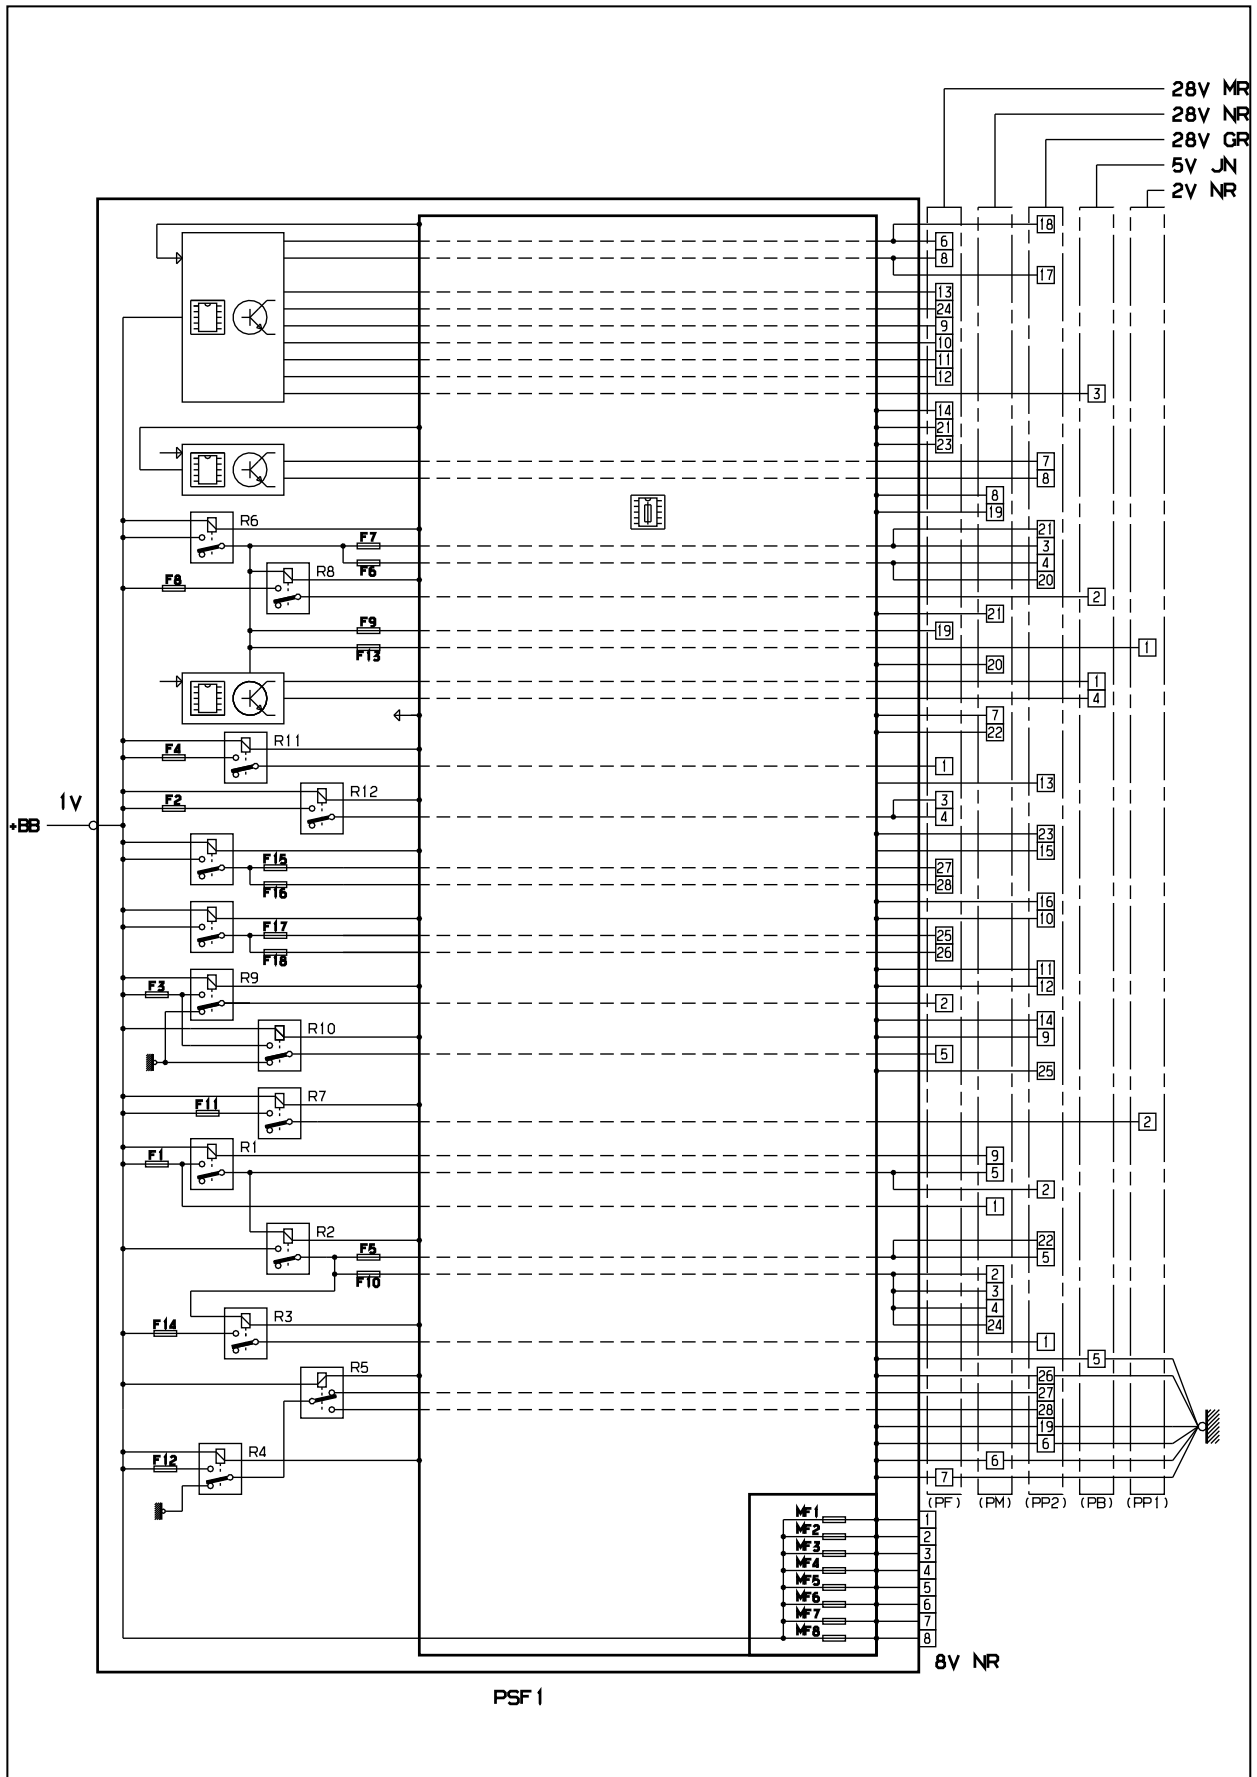 28V MR
28V NR
28V GR
5V JN
2V NR
18
6
8
17
13
24
9
10
11
12
3
14
21
23
7
8
8
19
R6
21
F7
3
F6
4
R8
20
F8
2
21
F9
19
F13
1
20
1
4
7
22
R11
F4
1
13
R12
F2
3
4
1V
+BB
23
15
F15
27
F16
28
16
10
F17
25
F18
26
11
R9
F3
12
2
14
R10
9
5
25
R7
F11
2
R1
F1
9
5
2
1
R2
22
F5
5
F10
2
3
4
24
R3
F14
1
5
R5
26
27
28
19
6
R4
F12
6
7
(PF) (PM) (PP2) (PB) (PP1)
MF1 1
MF2 2
MF3 3
MF4 4
MF5 5
MF6 6
MF7 7
MF8 8
8V NR
PSF1